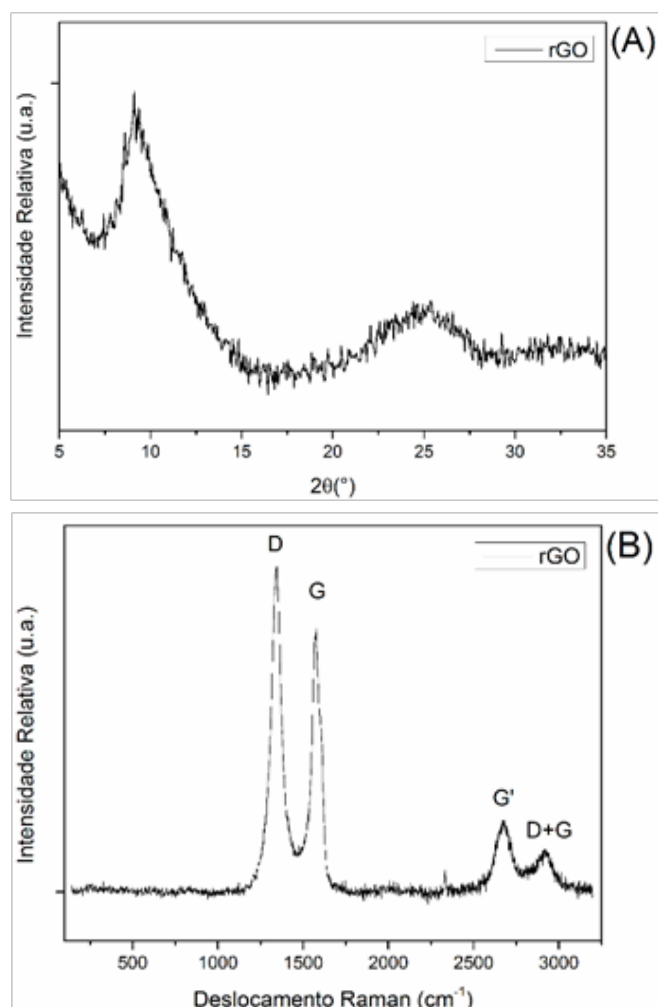 (A)
rGO
Intensidade Relativa (u.a.)
5 10 15 20 25 30 35
2θ(°)
(B)
rGO
D
G
G'
D+G
Intensidade Relativa (u.a.)
500 1000 1500 2000 2500 3000
Deslocamento Raman (cm⁻¹)